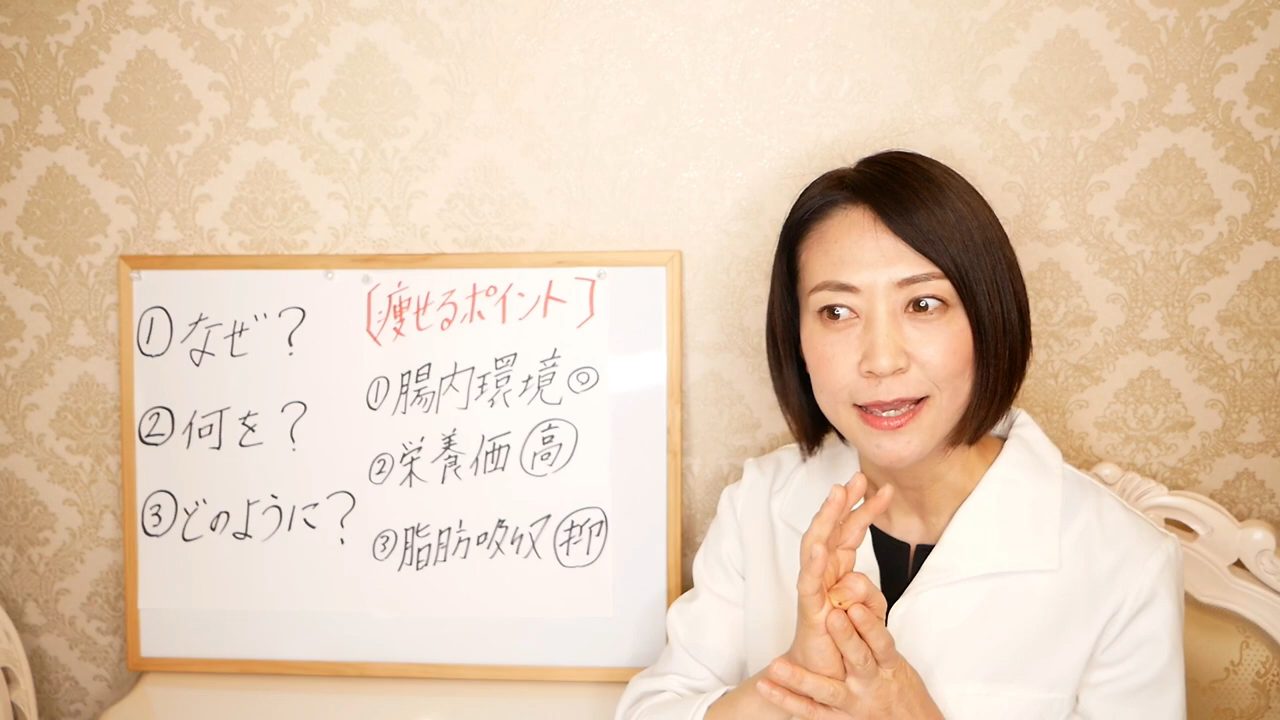 ①なぜ?
②何を?
③どのように?
[痩せるポイント]
①腸内環境◎
②栄養価高
③脂肪吸収抑